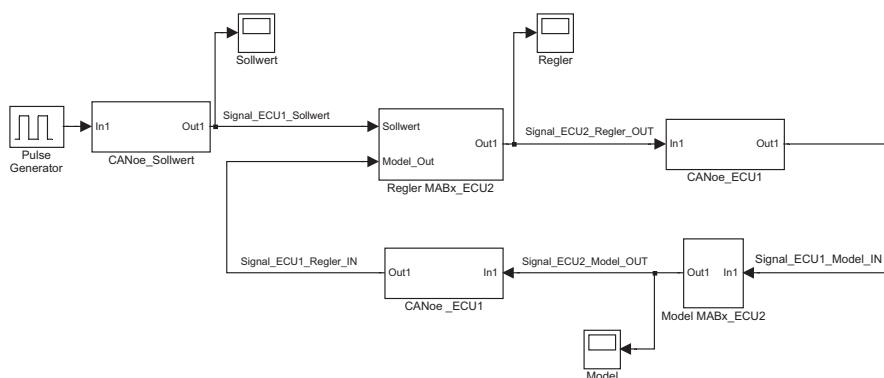 Sollwert
Regler
Signal_ECU1_Sollwert
In1
Out1
Sollwert
Signal_ECU2_Regler_OUT
In1
Out1
Out1
Pulse
Generator
CANoe_Sollwert
Model_Out
CANoe_ECU1
Regler MABx_ECU2
Signal_ECU1_Regler_IN
Signal_ECU2_Model_OUT
Signal_ECU1_Model_IN
Out1
In1
Out1
In1
CANoe _ECU1
Model MABx_ECU2
Model